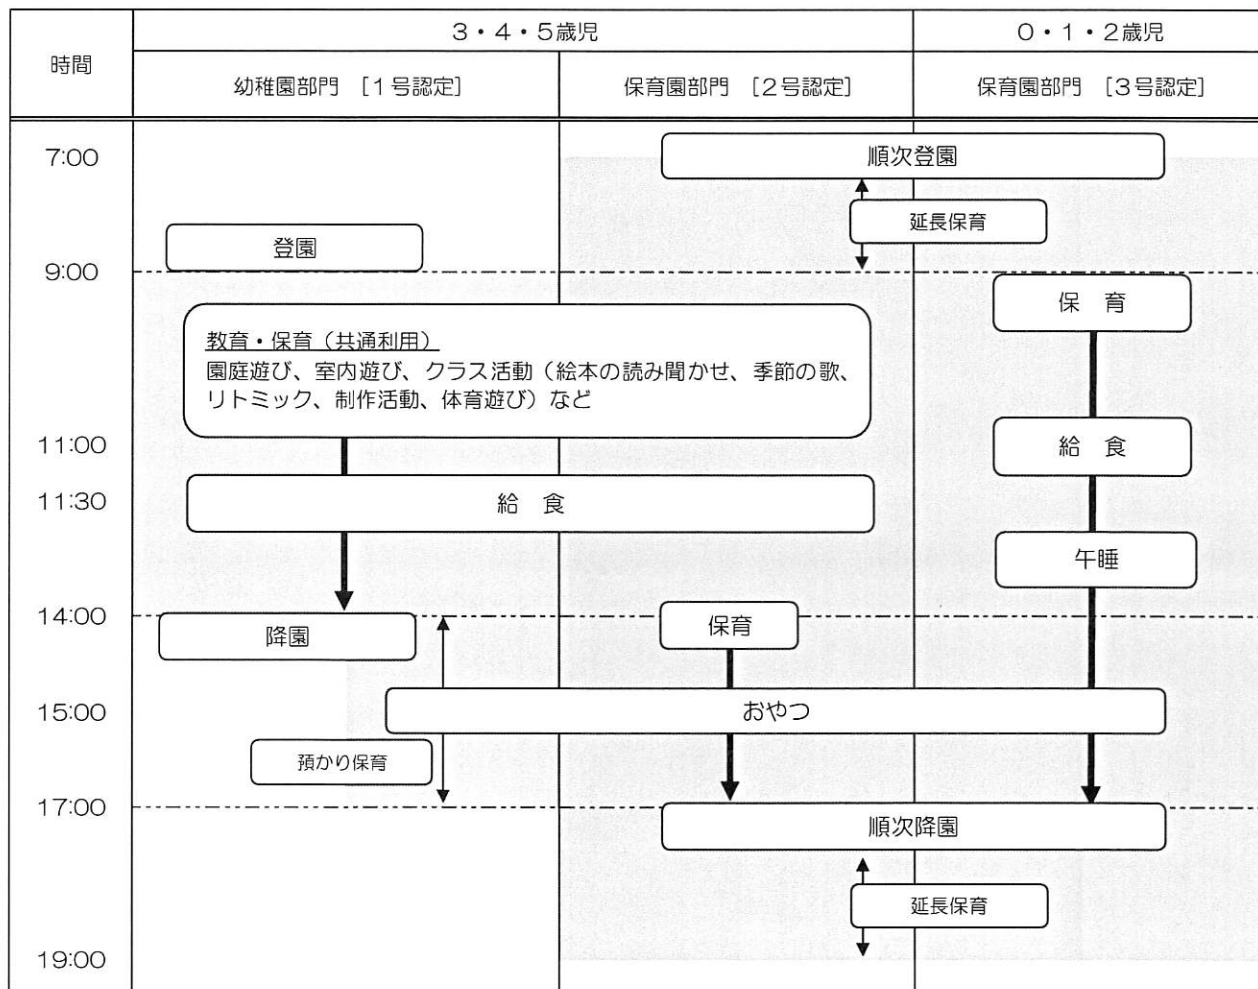 時間
3・4・5歳児
0・1・2歳児
幼稚園部門 [1号認定]
保育園部門 [2号認定]
保育園部門 [3号認定]
7:00
順次登園
延長保育
登園
9:00
保 育
教育・保育(共通利用)
園庭遊び、室内遊び、クラス活動(絵本の読み聞かせ、季節の歌、
リトミック、制作活動、体育遊び)など
11:00
給 食
11:30
給 食
午睡
14:00
降園
保育
15:00
おやつ
預かり保育
17:00
順次降園
延長保育
19:00